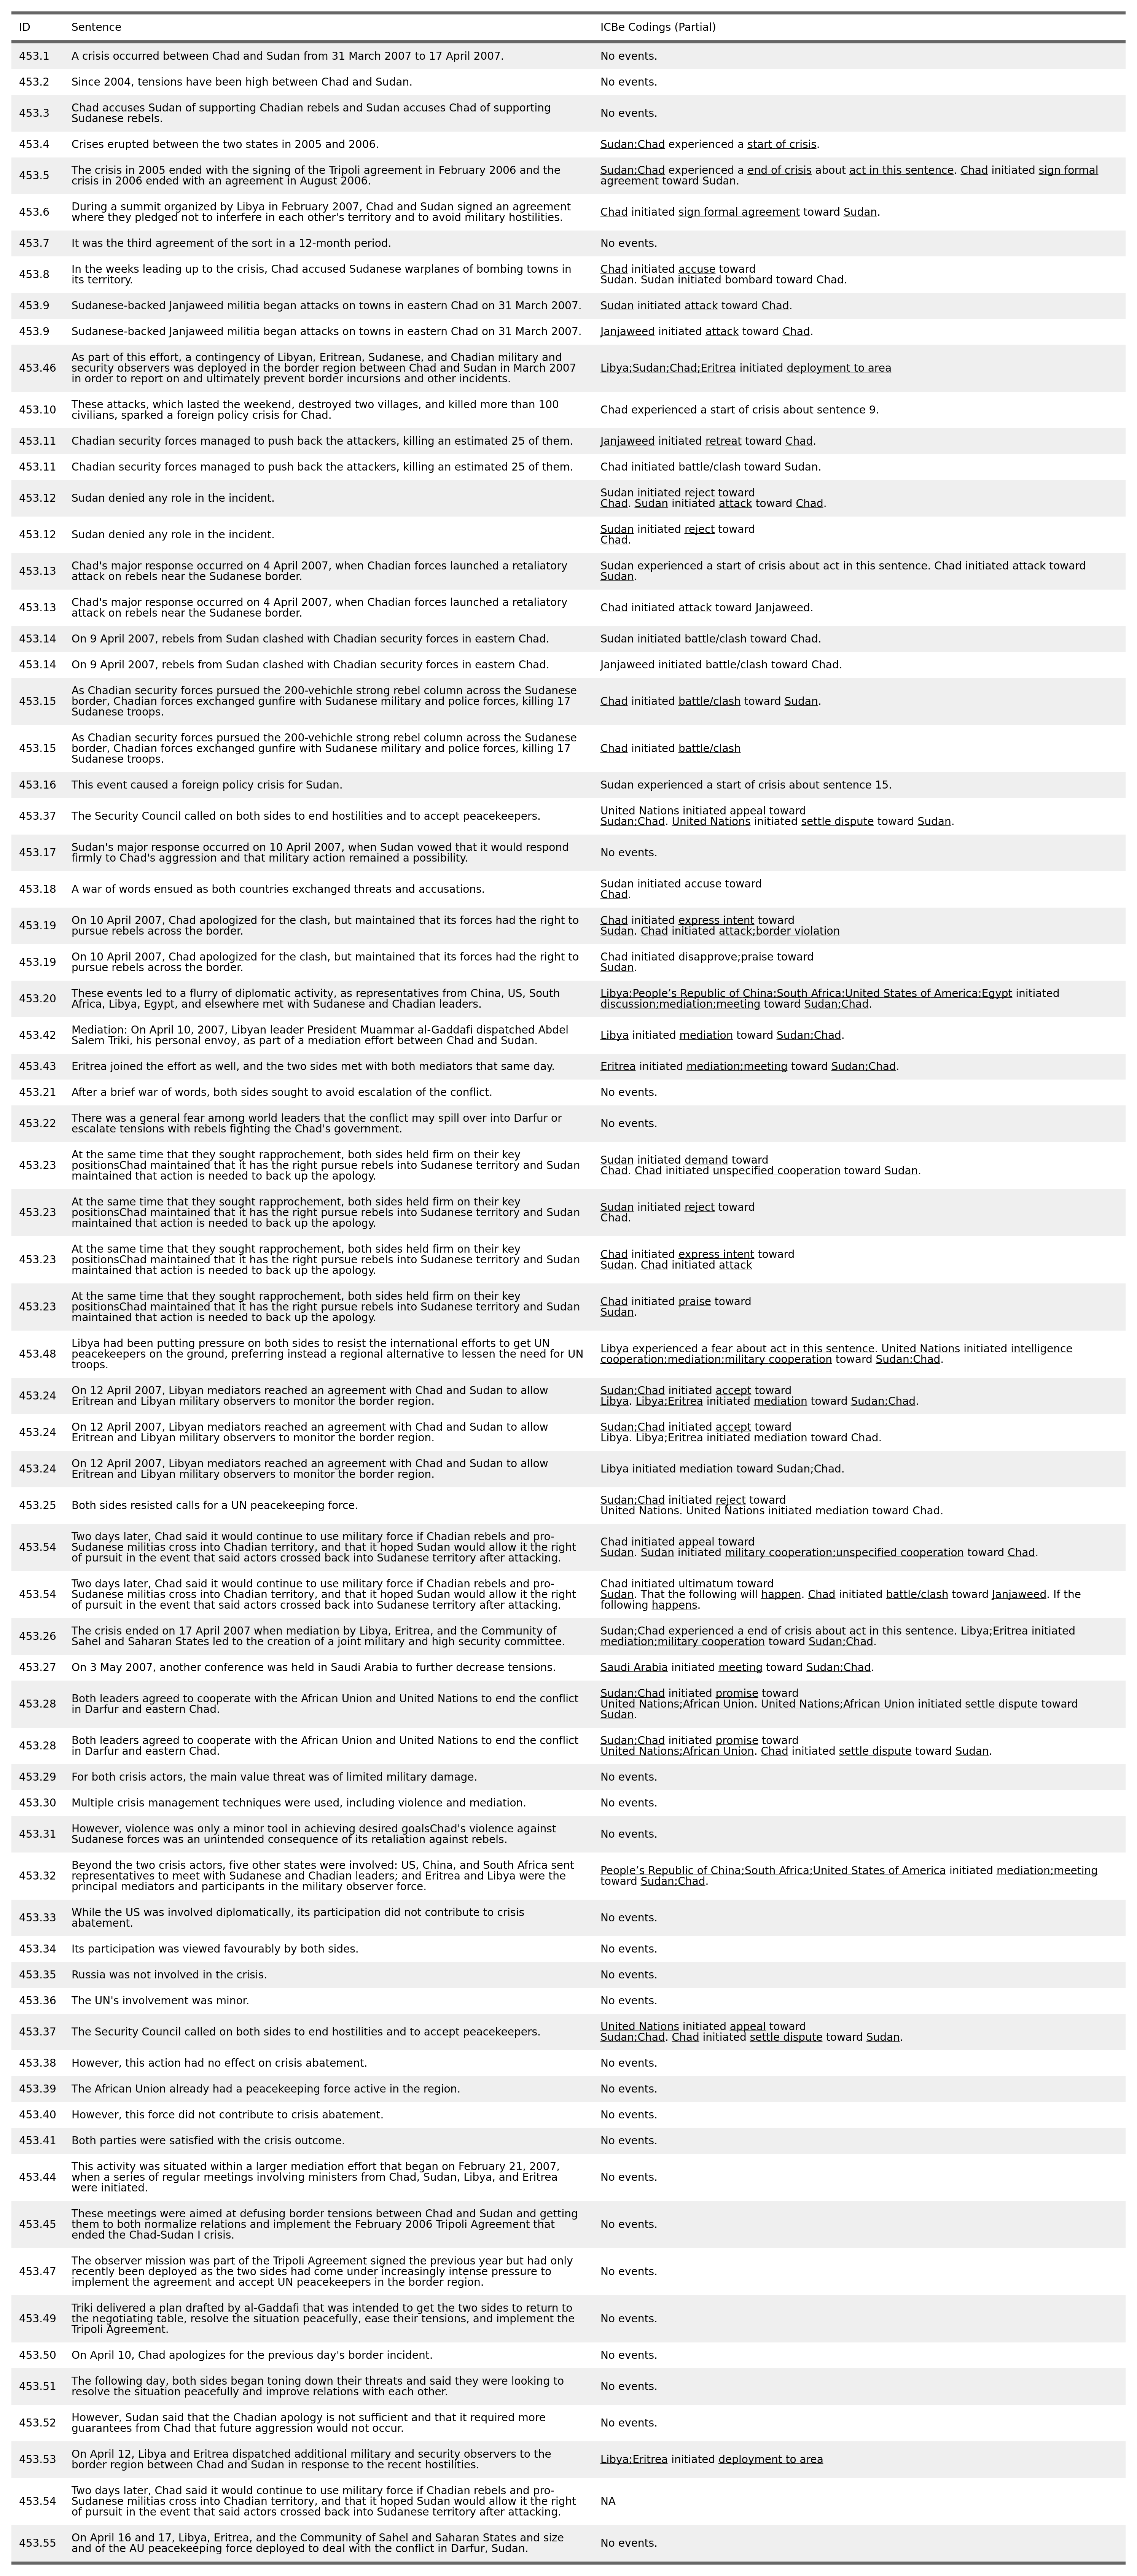 ID Sentence ICBe Codings (Partial)
453.1 A crisis occurred between Chad and Sudan from 31 March 2007 to 17 April 2007. No events.
453.2 Since 2004, tensions have been high between Chad and Sudan. No events.
453.3 Chad accuses Sudan of supporting Chadian rebels and Sudan accuses Chad of supporting
Sudanese rebels. No events.
453.4 Crises erupted between the two states in 2005 and 2006. Sudan;Chad experienced a start of crisis.
453.5 The crisis in 2005 ended with the signing of the Tripoli agreement in February 2006 and the
crisis in 2006 ended with an agreement in August 2006. Sudan;Chad experienced a end of crisis about act in this sentence. Chad initiated sign formal
agreement toward Sudan.
453.6 During a summit organized by Libya in February 2007, Chad and Sudan signed an agreement
where they pledged not to interfere in each other's territory and to avoid military hostilities. Chad initiated sign formal agreement toward Sudan.
453.7 It was the third agreement of the sort in a 12-month period. No events.
453.8 In the weeks leading up to the crisis, Chad accused Sudanese warplanes of bombing towns in
its territory. Chad initiated accuse toward
Sudan. Sudan initiated bombard toward Chad.
453.9 Sudanese-backed Janjaweed militia began attacks on towns in eastern Chad on 31 March 2007. Sudan initiated attack toward Chad.
453.9 Sudanese-backed Janjaweed militia began attacks on towns in eastern Chad on 31 March 2007. Janjaweed initiated attack toward Chad.
453.46 As part of this effort, a contingency of Libyan, Eritrean, Sudanese, and Chadian military and
security observers was deployed in the border region between Chad and Sudan in March 2007
in order to report on and ultimately prevent border incursions and other incidents. Libya;Sudan;Chad;Eritrea initiated deployment to area
453.10 These attacks, which lasted the weekend, destroyed two villages, and killed more than 100
civilians, sparked a foreign policy crisis for Chad. Chad experienced a start of crisis about sentence 9.
453.11 Chadian security forces managed to push back the attackers, killing an estimated 25 of them. Janjaweed initiated retreat toward Chad.
453.11 Chadian security forces managed to push back the attackers, killing an estimated 25 of them. Chad initiated battle/clash toward Sudan.
453.12 Sudan denied any role in the incident. Sudan initiated reject toward
Chad. Sudan initiated attack toward Chad.
453.12 Sudan denied any role in the incident. Sudan initiated reject toward
Chad.
453.13 Chad's major response occurred on 4 April 2007, when Chadian forces launched a retaliatory
attack on rebels near the Sudanese border. Sudan experienced a start of crisis about act in this sentence. Chad initiated attack toward
Sudan.
453.13 Chad's major response occurred on 4 April 2007, when Chadian forces launched a retaliatory
attack on rebels near the Sudanese border. Chad initiated attack toward Janjaweed.
453.14 On 9 April 2007, rebels from Sudan clashed with Chadian security forces in eastern Chad. Sudan initiated battle/clash toward Chad.
453.14 On 9 April 2007, rebels from Sudan clashed with Chadian security forces in eastern Chad. Janjaweed initiated battle/clash toward Chad.
453.15 As Chadian security forces pursued the 200-vehichle strong rebel column across the Sudanese
border, Chadian forces exchanged gunfire with Sudanese military and police forces, killing 17
Sudanese troops. Chad initiated battle/clash toward Sudan.
453.15 As Chadian security forces pursued the 200-vehichle strong rebel column across the Sudanese
border, Chadian forces exchanged gunfire with Sudanese military and police forces, killing 17
Sudanese troops. Chad initiated battle/clash
453.16 This event caused a foreign policy crisis for Sudan. Sudan experienced a start of crisis about sentence 15.
453.37 The Security Council called on both sides to end hostilities and to accept peacekeepers. United Nations initiated appeal toward
Sudan;Chad. United Nations initiated settle dispute toward Sudan.
453.17 Sudan's major response occurred on 10 April 2007, when Sudan vowed that it would respond
firmly to Chad's aggression and that military action remained a possibility. No events.
453.18 A war of words ensued as both countries exchanged threats and accusations. Sudan initiated accuse toward
Chad.
453.19 On 10 April 2007, Chad apologized for the clash, but maintained that its forces had the right to
pursue rebels across the border. Chad initiated express intent toward
Sudan. Chad initiated attack;border violation
453.19 On 10 April 2007, Chad apologized for the clash, but maintained that its forces had the right to
pursue rebels across the border. Chad initiated disapprove;praise toward
Sudan.
453.20 These events led to a flurry of diplomatic activity, as representatives from China, US, South
Africa, Libya, Egypt, and elsewhere met with Sudanese and Chadian leaders. Libya;People’s Republic of China;South Africa;United States of America;Egypt initiated
discussion;mediation;meeting toward Sudan;Chad.
453.42 Mediation: On April 10, 2007, Libyan leader President Muammar al-Gaddafi dispatched Abdel
Salem Triki, his personal envoy, as part of a mediation effort between Chad and Sudan. Libya initiated mediation toward Sudan;Chad.
453.43 Eritrea joined the effort as well, and the two sides met with both mediators that same day. Eritrea initiated mediation;meeting toward Sudan;Chad.
453.21 After a brief war of words, both sides sought to avoid escalation of the conflict. No events.
453.22 There was a general fear among world leaders that the conflict may spill over into Darfur or
escalate tensions with rebels fighting the Chad's government. No events.
453.23 At the same time that they sought rapprochement, both sides held firm on their key
positionsChad maintained that it has the right pursue rebels into Sudanese territory and Sudan
maintained that action is needed to back up the apology. Sudan initiated demand toward
Chad. Chad initiated unspecified cooperation toward Sudan.
453.23 At the same time that they sought rapprochement, both sides held firm on their key
positionsChad maintained that it has the right pursue rebels into Sudanese territory and Sudan
maintained that action is needed to back up the apology. Sudan initiated reject toward
Chad.
453.23 At the same time that they sought rapprochement, both sides held firm on their key
positionsChad maintained that it has the right pursue rebels into Sudanese territory and Sudan
maintained that action is needed to back up the apology. Chad initiated express intent toward
Sudan. Chad initiated attack
453.23 At the same time that they sought rapprochement, both sides held firm on their key
positionsChad maintained that it has the right pursue rebels into Sudanese territory and Sudan
maintained that action is needed to back up the apology. Chad initiated praise toward
Sudan.
453.48 Libya had been putting pressure on both sides to resist the international efforts to get UN
peacekeepers on the ground, preferring instead a regional alternative to lessen the need for UN
troops. Libya experienced a fear about act in this sentence. United Nations initiated intelligence
cooperation;mediation;military cooperation toward Sudan;Chad.
453.24 On 12 April 2007, Libyan mediators reached an agreement with Chad and Sudan to allow
Eritrean and Libyan military observers to monitor the border region. Sudan;Chad initiated accept toward
Libya. Libya;Eritrea initiated mediation toward Sudan;Chad.
453.24 On 12 April 2007, Libyan mediators reached an agreement with Chad and Sudan to allow
Eritrean and Libyan military observers to monitor the border region. Sudan;Chad initiated accept toward
Libya. Libya;Eritrea initiated mediation toward Chad.
453.24 On 12 April 2007, Libyan mediators reached an agreement with Chad and Sudan to allow
Eritrean and Libyan military observers to monitor the border region. Libya initiated mediation toward Sudan;Chad.
453.25 Both sides resisted calls for a UN peacekeeping force. Sudan;Chad initiated reject toward
United Nations. United Nations initiated mediation toward Chad.
453.54 Two days later, Chad said it would continue to use military force if Chadian rebels and pro-
Sudanese militias cross into Chadian territory, and that it hoped Sudan would allow it the right
of pursuit in the event that said actors crossed back into Sudanese territory after attacking. Chad initiated appeal toward
Sudan. Sudan initiated military cooperation;unspecified cooperation toward Chad.
453.54 Two days later, Chad said it would continue to use military force if Chadian rebels and pro-
Sudanese militias cross into Chadian territory, and that it hoped Sudan would allow it the right
of pursuit in the event that said actors crossed back into Sudanese territory after attacking. Chad initiated ultimatum toward
Sudan. That the following will happen. Chad initiated battle/clash toward Janjaweed. If the
following happens.
453.26 The crisis ended on 17 April 2007 when mediation by Libya, Eritrea, and the Community of
Sahel and Saharan States led to the creation of a joint military and high security committee. Sudan;Chad experienced a end of crisis about act in this sentence. Libya;Eritrea initiated
mediation;military cooperation toward Sudan;Chad.
453.27 On 3 May 2007, another conference was held in Saudi Arabia to further decrease tensions. Saudi Arabia initiated meeting toward Sudan;Chad.
453.28 Both leaders agreed to cooperate with the African Union and United Nations to end the conflict
in Darfur and eastern Chad. Sudan;Chad initiated promise toward
United Nations;African Union. United Nations;African Union initiated settle dispute toward
Sudan.
453.28 Both leaders agreed to cooperate with the African Union and United Nations to end the conflict
in Darfur and eastern Chad. Sudan;Chad initiated promise toward
United Nations;African Union. Chad initiated settle dispute toward Sudan.
453.29 For both crisis actors, the main value threat was of limited military damage. No events.
453.30 Multiple crisis management techniques were used, including violence and mediation. No events.
453.31 However, violence was only a minor tool in achieving desired goalsChad's violence against
Sudanese forces was an unintended consequence of its retaliation against rebels. No events.
453.32 Beyond the two crisis actors, five other states were involved: US, China, and South Africa sent
representatives to meet with Sudanese and Chadian leaders; and Eritrea and Libya were the
principal mediators and participants in the military observer force. People’s Republic of China;South Africa;United States of America initiated mediation;meeting
toward Sudan;Chad.
453.33 While the US was involved diplomatically, its participation did not contribute to crisis
abatement. No events.
453.34 Its participation was viewed favourably by both sides. No events.
453.35 Russia was not involved in the crisis. No events.
453.36 The UN's involvement was minor. No events.
453.37 The Security Council called on both sides to end hostilities and to accept peacekeepers. United Nations initiated appeal toward
Sudan;Chad. Chad initiated settle dispute toward Sudan.
453.38 However, this action had no effect on crisis abatement. No events.
453.39 The African Union already had a peacekeeping force active in the region. No events.
453.40 However, this force did not contribute to crisis abatement. No events.
453.41 Both parties were satisfied with the crisis outcome. No events.
453.44 This activity was situated within a larger mediation effort that began on February 21, 2007,
when a series of regular meetings involving ministers from Chad, Sudan, Libya, and Eritrea
were initiated. No events.
453.45 These meetings were aimed at defusing border tensions between Chad and Sudan and getting
them to both normalize relations and implement the February 2006 Tripoli Agreement that
ended the Chad-Sudan I crisis. No events.
453.47 The observer mission was part of the Tripoli Agreement signed the previous year but had only
recently been deployed as the two sides had come under increasingly intense pressure to
implement the agreement and accept UN peacekeepers in the border region. No events.
453.49 Triki delivered a plan drafted by al-Gaddafi that was intended to get the two sides to return to
the negotiating table, resolve the situation peacefully, ease their tensions, and implement the
Tripoli Agreement. No events.
453.50 On April 10, Chad apologizes for the previous day's border incident. No events.
453.51 The following day, both sides began toning down their threats and said they were looking to
resolve the situation peacefully and improve relations with each other. No events.
453.52 However, Sudan said that the Chadian apology is not sufficient and that it required more
guarantees from Chad that future aggression would not occur. No events.
453.53 On April 12, Libya and Eritrea dispatched additional military and security observers to the
border region between Chad and Sudan in response to the recent hostilities. Libya;Eritrea initiated deployment to area
453.54 Two days later, Chad said it would continue to use military force if Chadian rebels and pro-
Sudanese militias cross into Chadian territory, and that it hoped Sudan would allow it the right
of pursuit in the event that said actors crossed back into Sudanese territory after attacking. NA
453.55 On April 16 and 17, Libya, Eritrea, and the Community of Sahel and Saharan States and size
and of the AU peacekeeping force deployed to deal with the conflict in Darfur, Sudan. No events.